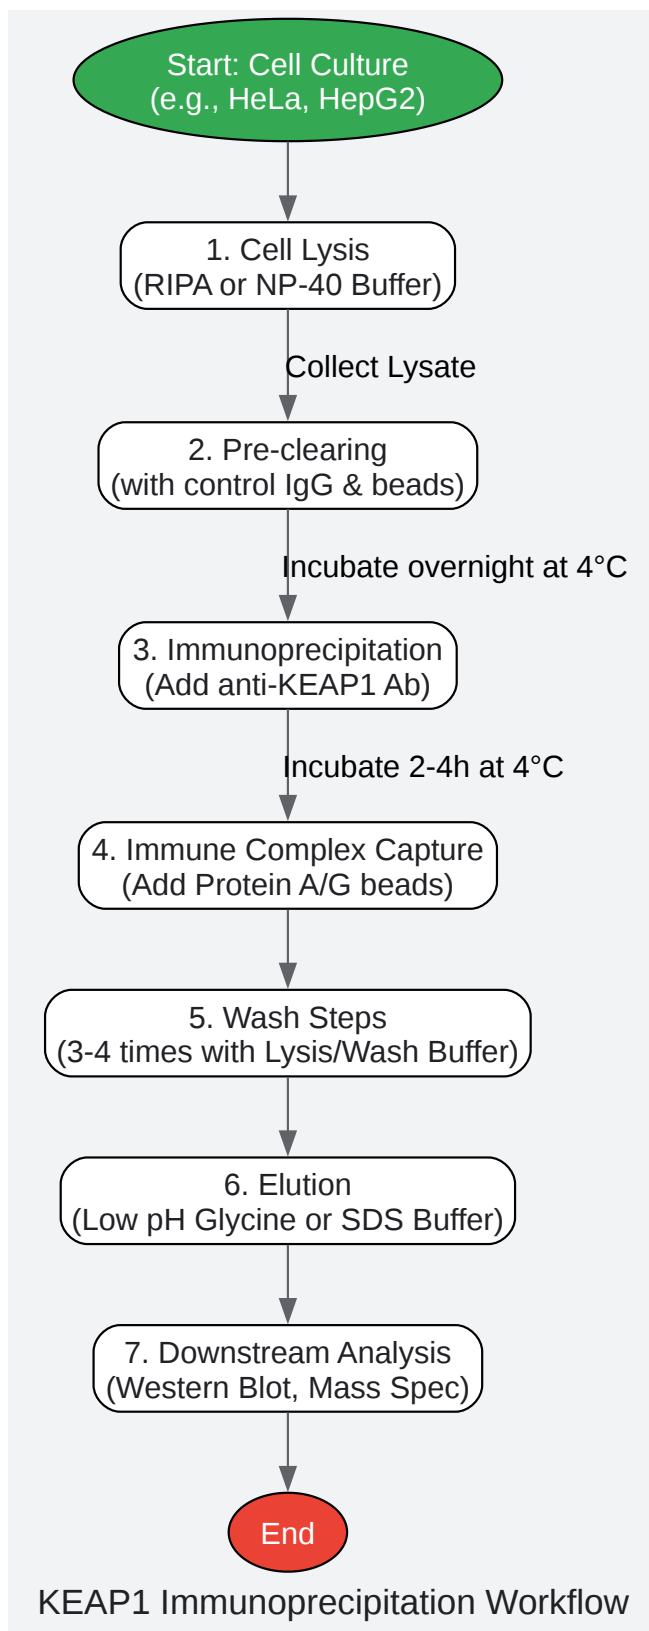 Start: Cell Culture
(e.g., HeLa, HepG2)
1. Cell Lysis
(RIPA or NP-40 Buffer)
Collect Lysate
2. Pre-clearing
(with control IgG & beads)
Incubate overnight at 4°C
3. Immunoprecipitation
(Add anti-KEAP1 Ab)
Incubate 2-4h at 4°C
4. Immune Complex Capture
(Add Protein A/G beads)
5. Wash Steps
(3-4 times with Lysis/Wash Buffer)
6. Elution
(Low pH Glycine or SDS Buffer)
7. Downstream Analysis
(Western Blot, Mass Spec)
End
KEAP1 Immunoprecipitation Workflow